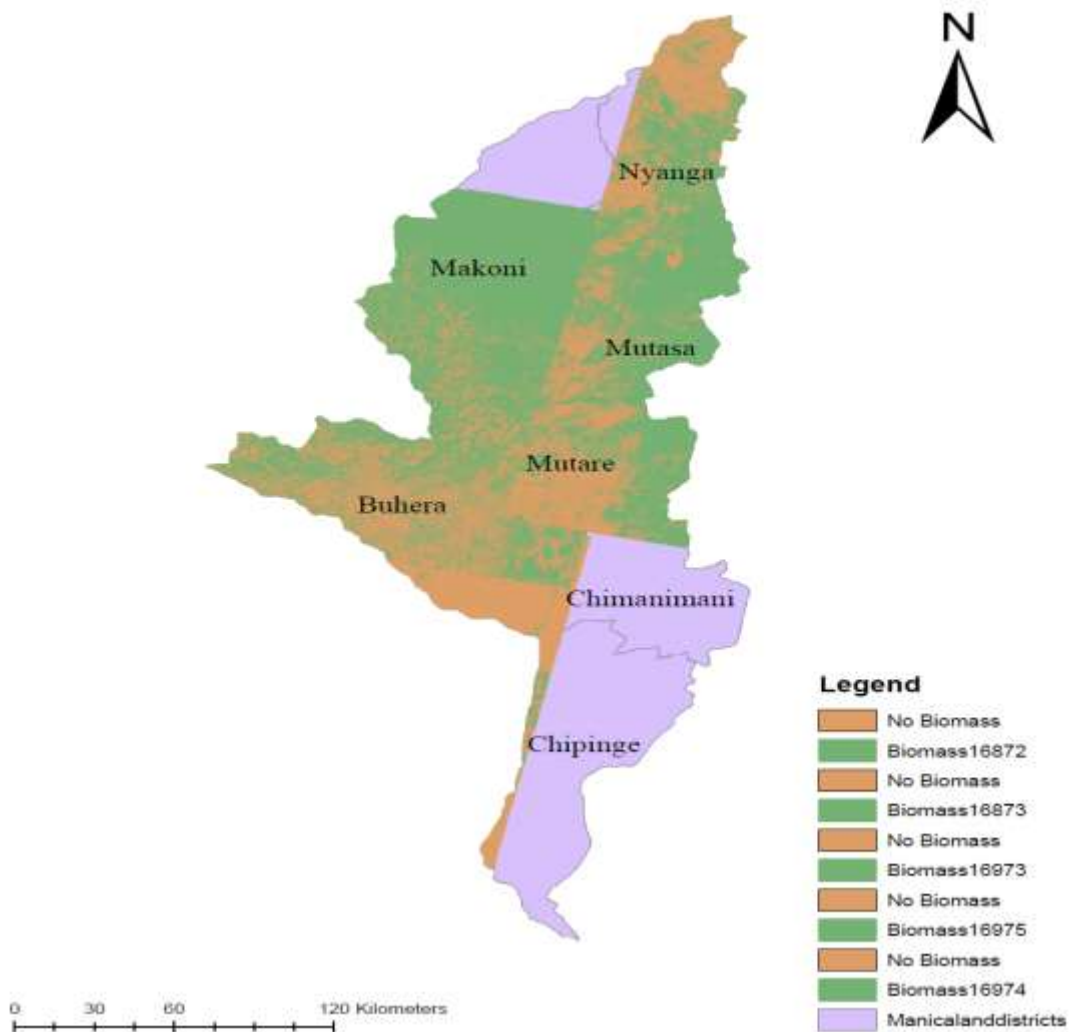 N
Nyanga
Makoni
Mutasa
Mutare
Buhera
Chimanimani
Chipinge
Legend
No Biomass
Biomass16872
No Biomass
Biomass16873
No Biomass
Biomass16973
No Biomass
Biomass16975
No Biomass
Biomass16974
Manicalanddistricts
0 30 60 120 Kilometers